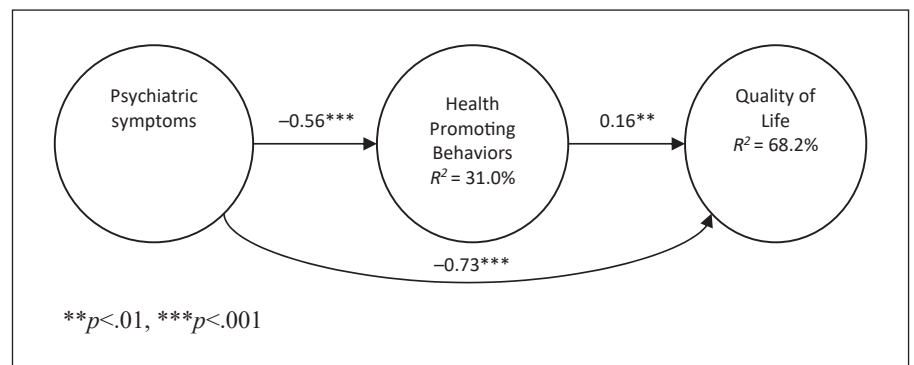 Psychiatric
symptoms
–0.56***
Health
Promoting
Behaviors
R² = 31.0%
0.16**
Quality of
Life
R² = 68.2%
–0.73***
**p<.01, ***p<.001